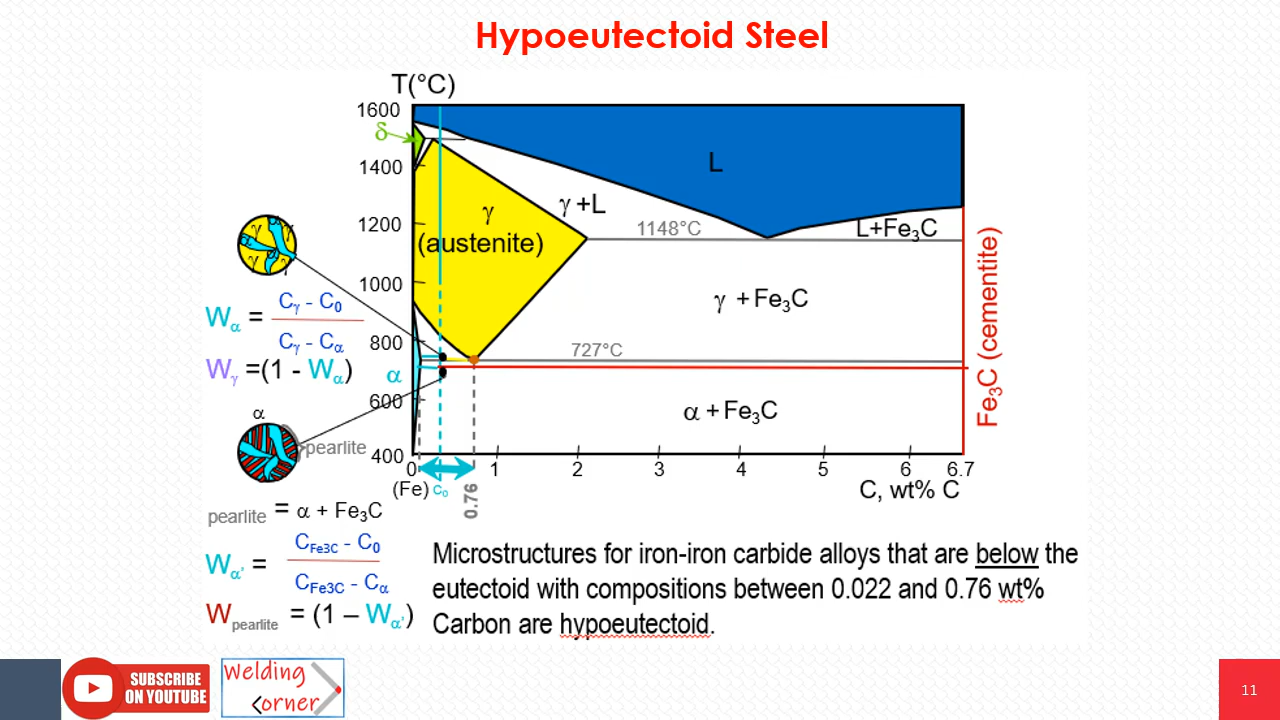 Hypoeutectoid Steel
T(°C)
1600
δ
1400
L
1200
γ
(austenite)
γ +L
1148°C
L+Fe₃C
1000
γ +Fe₃C
800
727°C
α
600
α + Fe₃C
400
0
1
2
3
4
5
6
6.7
(Fe)
c₀
0.76
C, wt% C
Fe₃C (cementite)
α
γ
γ
α
γ
α
γ
Wα = Cγ - C₀
Cγ - Cα
Wγ =(1 - Wα)
α
pearlite
pearlite = α + Fe₃C
Wα' = CFe3C - C₀
CFe3C - Cα
Wpearlite = (1 – Wα')
Microstructures for iron-iron carbide alloys that are below the
eutectoid with compositions between 0.022 and 0.76 wt%
Carbon are hypoeutectoid.
SUBSCRIBE
ON YOUTUBE
Welding
Corner
11